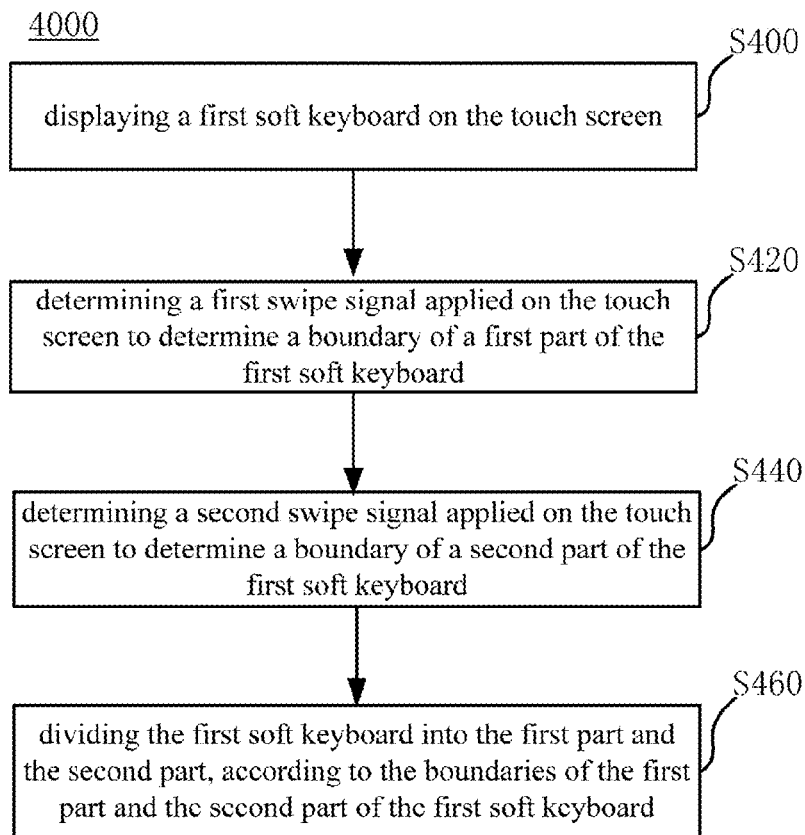 4000
S400
displaying a first soft keyboard on the touch screen
S420
determining a first swipe signal applied on the touch
screen to determine a boundary of a first part of the
first soft keyboard
S440
determining a second swipe signal applied on the touch
screen to determine a boundary of a second part of the
first soft keyboard
S460
dividing the first soft keyboard into the first part and
the second part, according to the boundaries of the first
part and the second part of the first soft keyboard